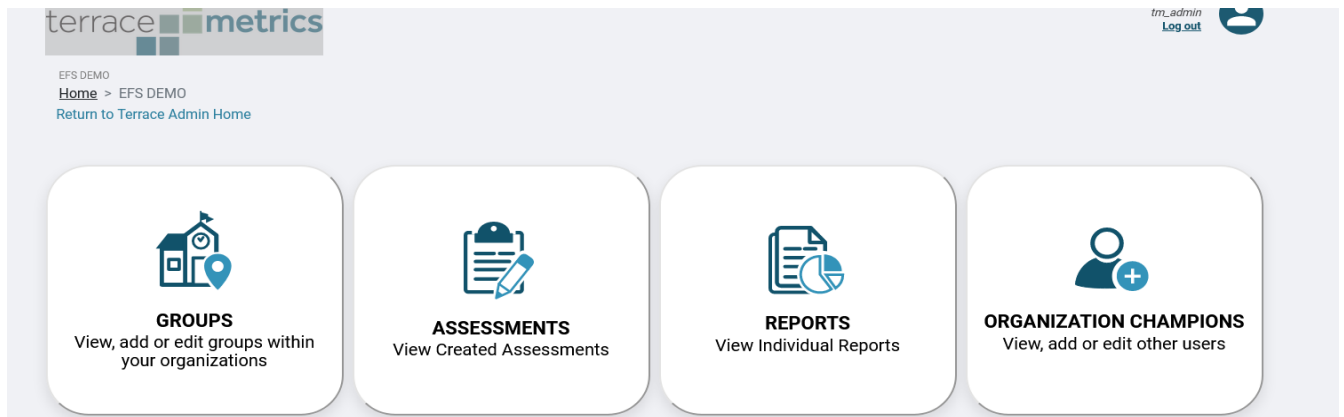 terrace metrics
tm_admin
Log out
EFS DEMO
Home > EFS DEMO
Return to Terrace Admin Home
GROUPS
View, add or edit groups within
your organizations
ASSESSMENTS
View Created Assessments
REPORTS
View Individual Reports
ORGANIZATION CHAMPIONS
View, add or edit other users